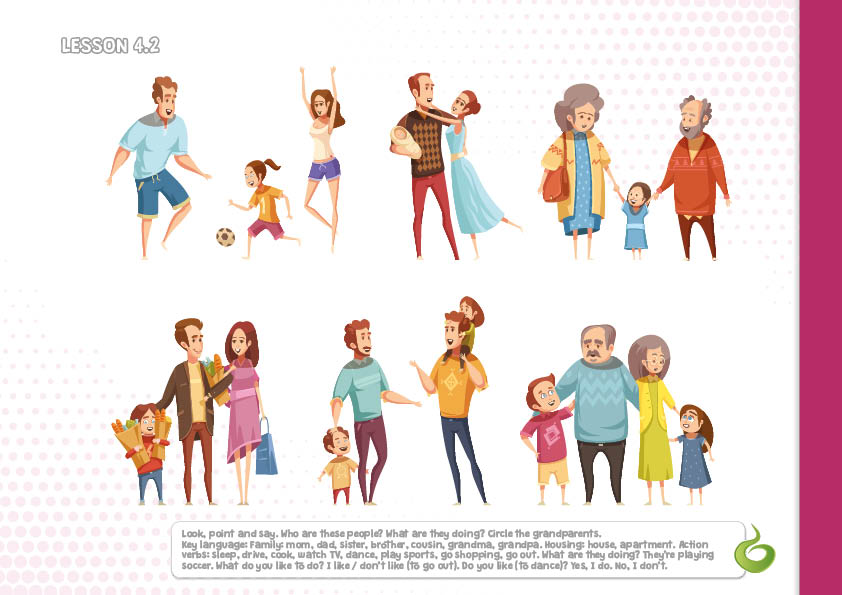 LESSON 4.2
Look, point and say. Who are these people? What are they doing? Circle the grandparents.
Key language: Family: mom, dad, sister, brother, cousin, grandma, grandpa. Housing: house, apartment. Action
verbs: sleep, drive, cook, watch TV, dance, play sports, go shopping, go out. What are they doing? They're playing
soccer. What do you like to do? I like / don't like (to go out). Do you like (to dance)? Yes, I do. No, I don't.